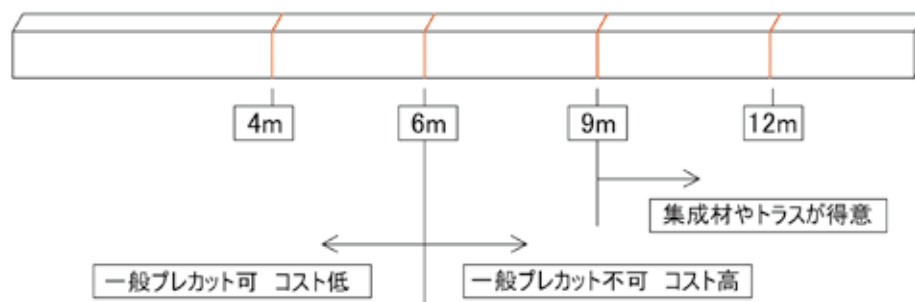 4m
6m
9m
12m
集成材やトラスが得意
一般プレカット可 コスト低
一般プレカット不可 コスト高